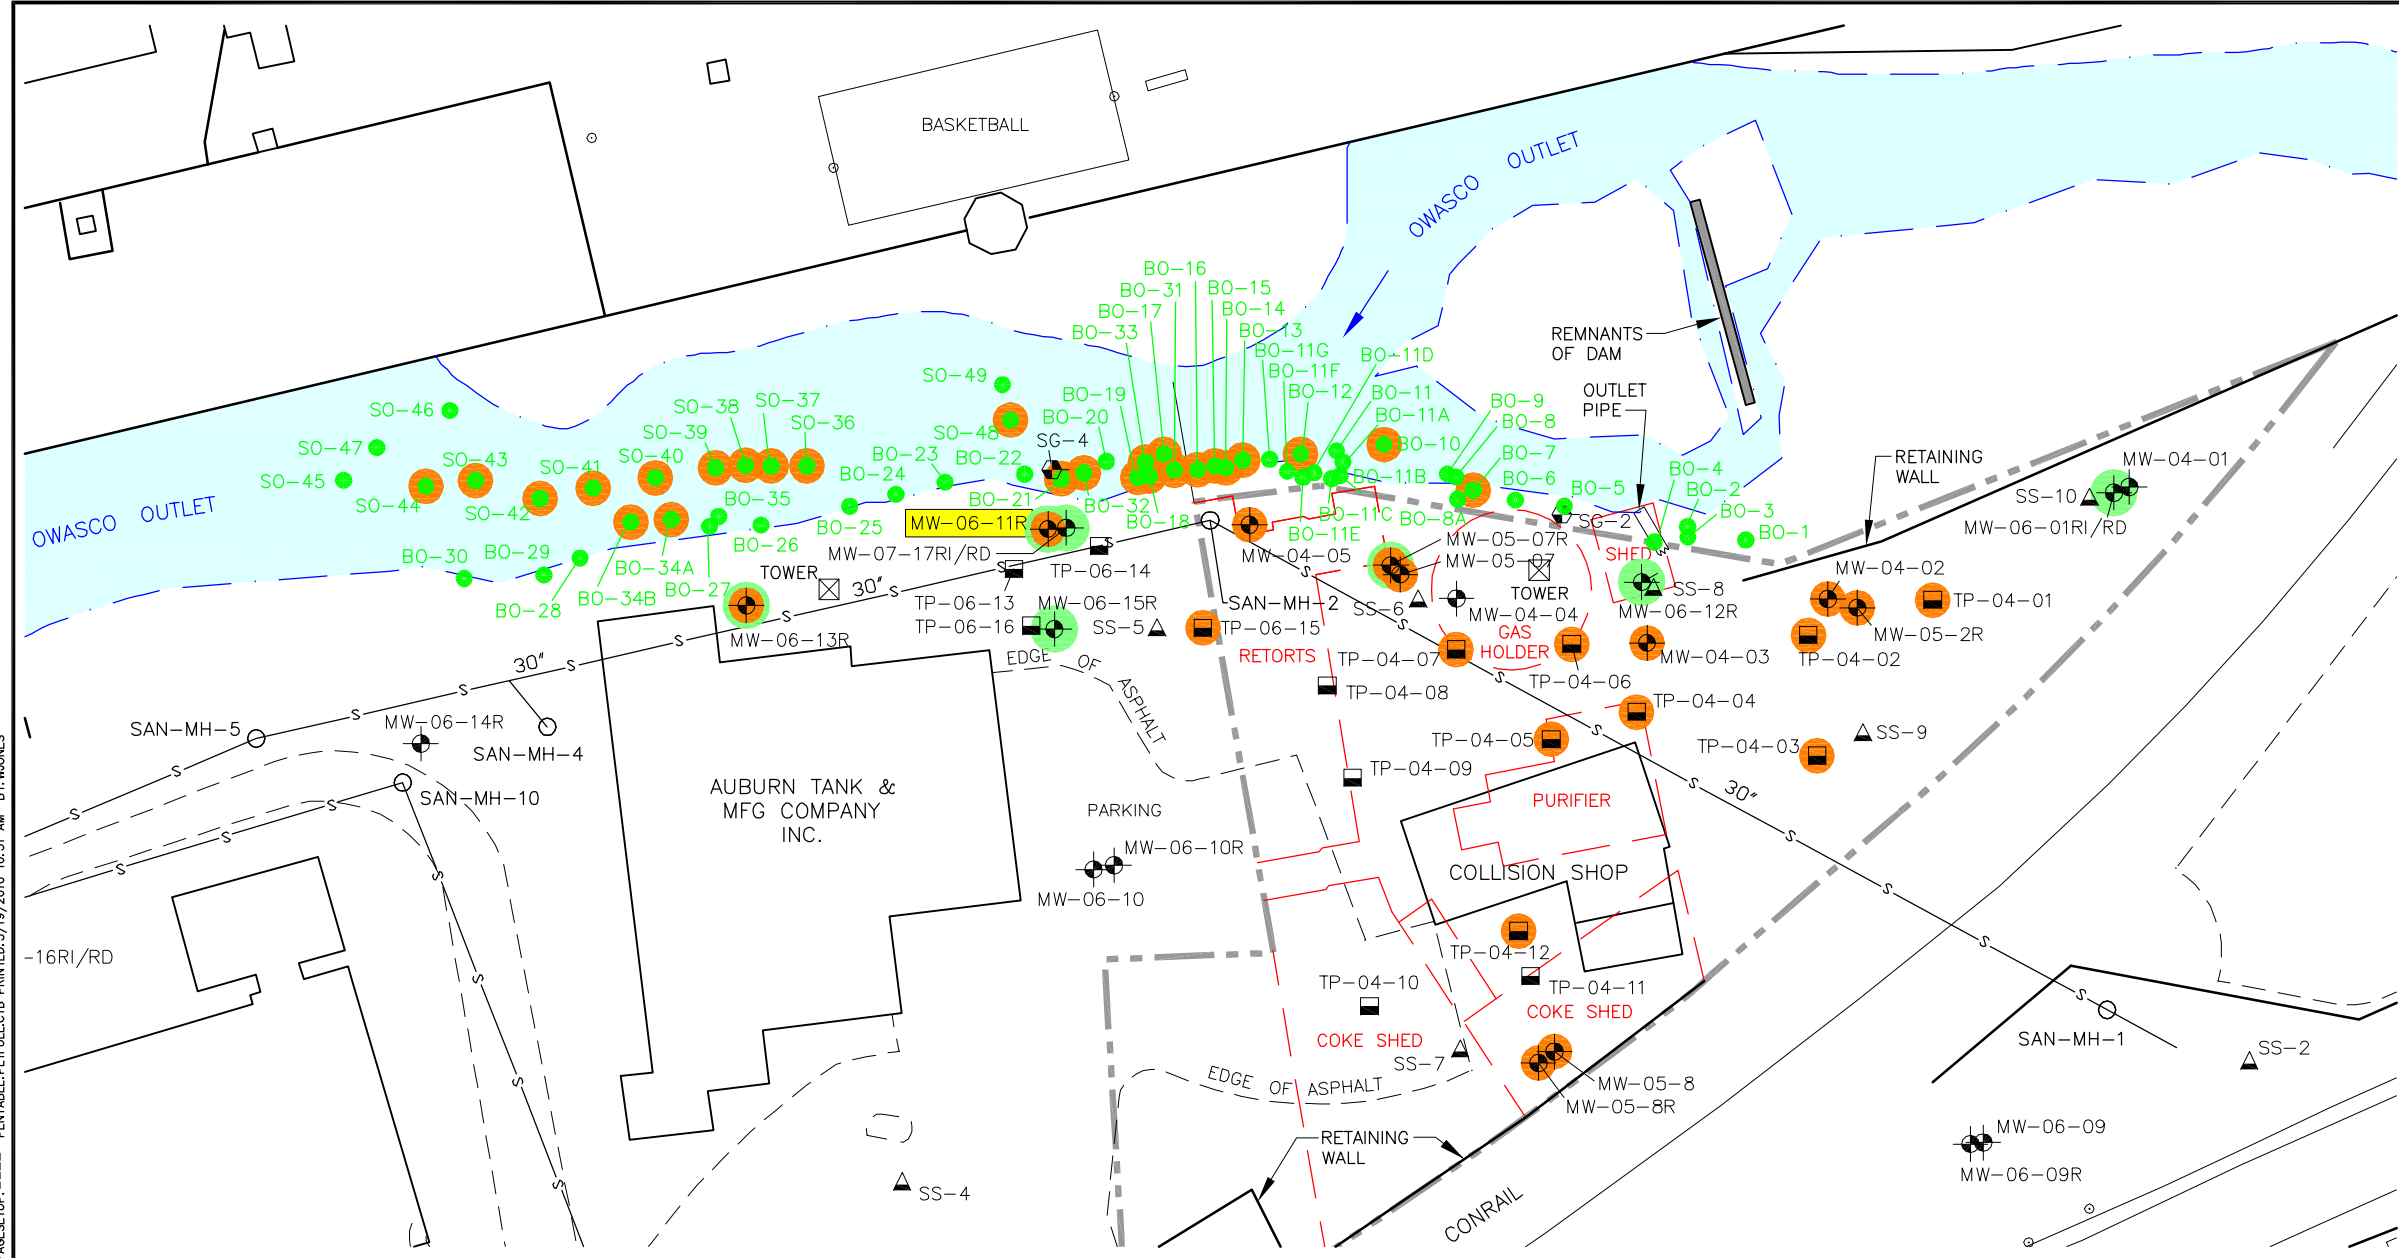 BASKETBALL
OWASCO OUTLET
BO-16
BO-31
BO-15
BO-17
BO-14
BO-33
BO-13
BO-11G
BO-11D
BO-11F
BO-12
BO-11
BO-11A
BO-10
BO-19
BO-20
SO-49
SO-48
SG-4
BO-22
BO-23
BO-24
BO-21
BO-32
BO-18
BO-25
BO-26
BO-35
SO-46
SO-47
SO-45
SO-44
SO-43
SO-42
SO-41
SO-40
SO-39
SO-38
SO-37
SO-36
BO-30
BO-29
BO-28
BO-34B
BO-34A
BO-27
BO-9
BO-8
BO-7
BO-6
BO-5
BO-4
BO-2
BO-3
BO-1
BO-11B
BO-11C
BO-11E
BO-8A
SG-2
REMNANTS
OF DAM
OUTLET
PIPE
RETAINING
WALL
MW-04-01
SS-10
MW-06-01RI/RD
OWASCO OUTLET
MW-06-11R
MW-07-17RI/RD
TP-06-14
TOWER
30"
TP-06-13
MW-06-15R
TP-06-16
SS-5
MW-06-13R
SAN-MH-2
TP-06-15
MW-04-05
MW-05-07R
MW-05-07
SS-6
MW-04-04
TOWER
SHED
SS-8
MW-06-12R
MW-04-02
TP-04-01
MW-05-2R
TP-04-02
MW-04-03
RETORTS
GAS
HOLDER
TP-04-07
TP-04-06
TP-04-08
TP-04-04
TP-04-05
TP-04-03
SS-9
TP-04-09
30"
30"
EDGE OF ASPHALT
SAN-MH-5
MW-06-14R
SAN-MH-4
SAN-MH-10
AUBURN TANK &
MFG COMPANY
INC.
PARKING
MW-06-10R
MW-06-10
PURIFIER
COLLISION SHOP
TP-04-12
TP-04-11
TP-04-10
COKE SHED
COKE SHED
SS-7
EDGE OF ASPHALT
MW-05-8
MW-05-8R
RETAINING
WALL
CONRAIL
SAN-MH-1
SS-2
MW-06-09
MW-06-09R
SS-4
-16RI/RD